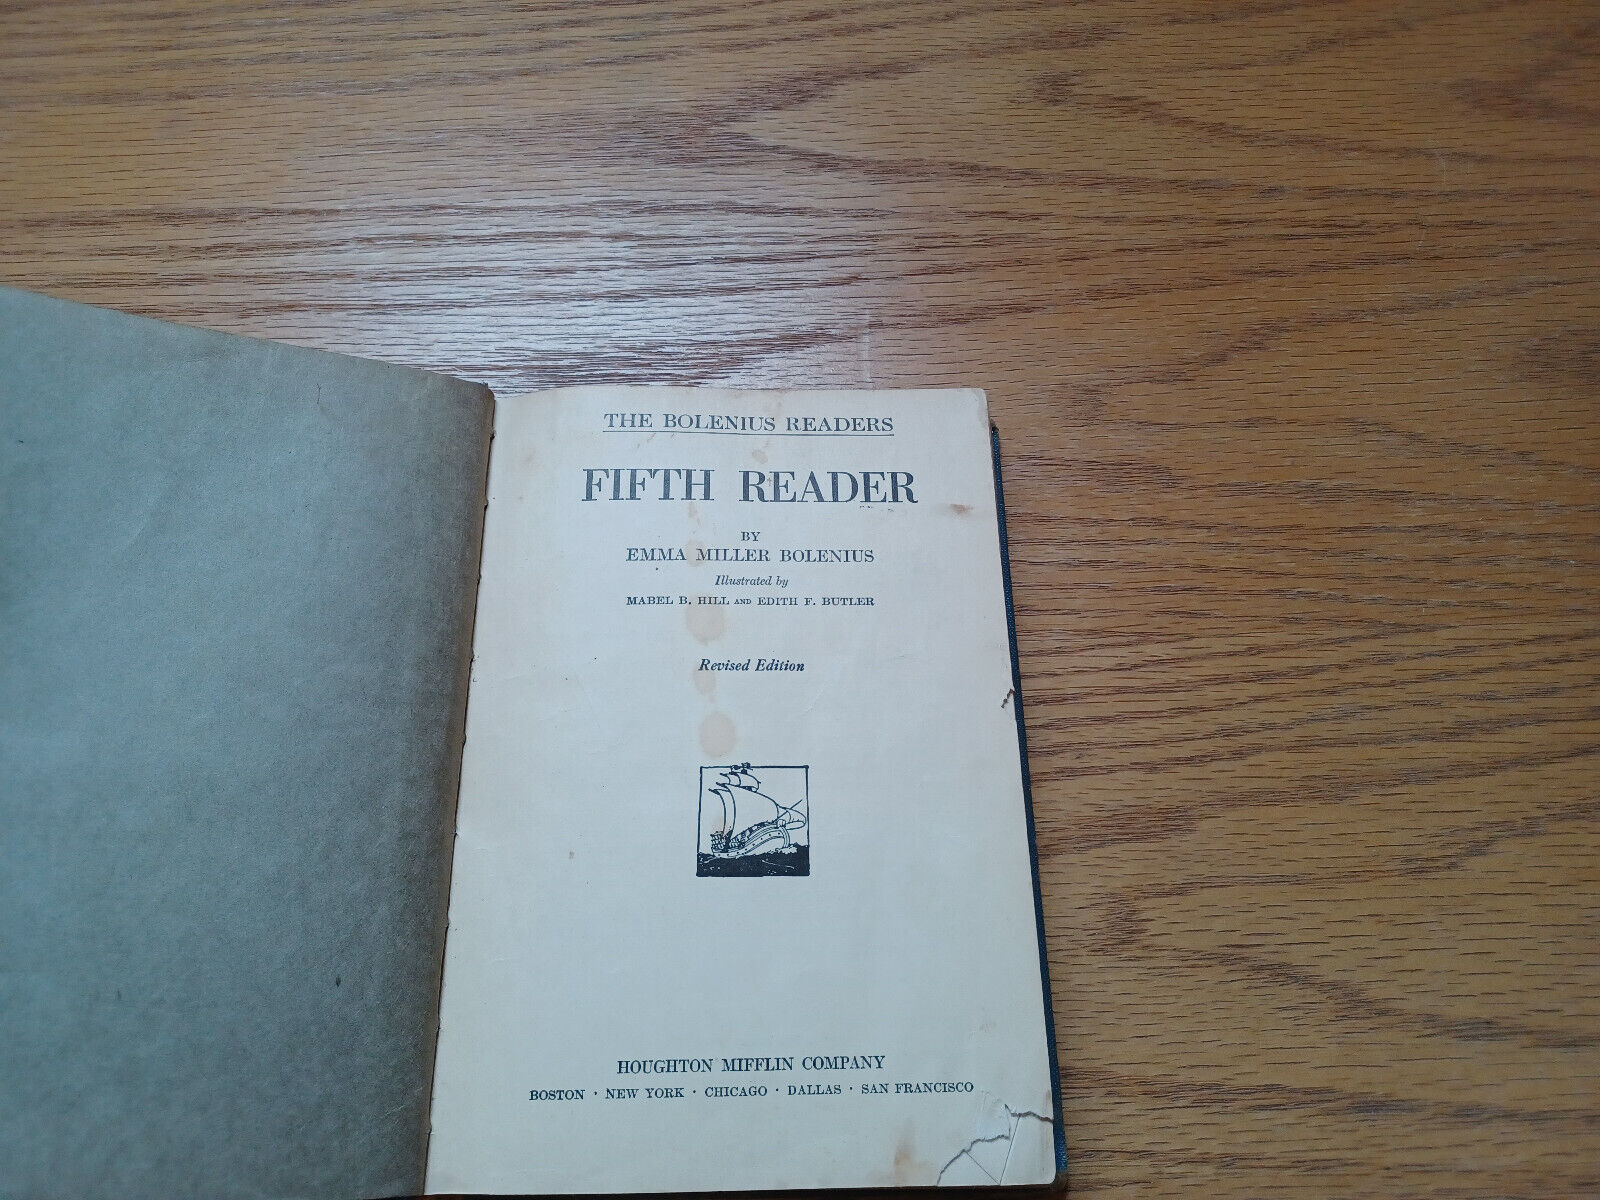 THE BOLENIUS READERS
FIFTH READER
BY
EMMA MILLER BOLENIUS
Illustrated by
MABEL B. HILL AND EDITH F. BUTLER
Revised Edition
HOUGHTON MIFFLIN COMPANY
BOSTON · NEW YORK · CHICAGO · DALLAS · SAN FRANCISCO